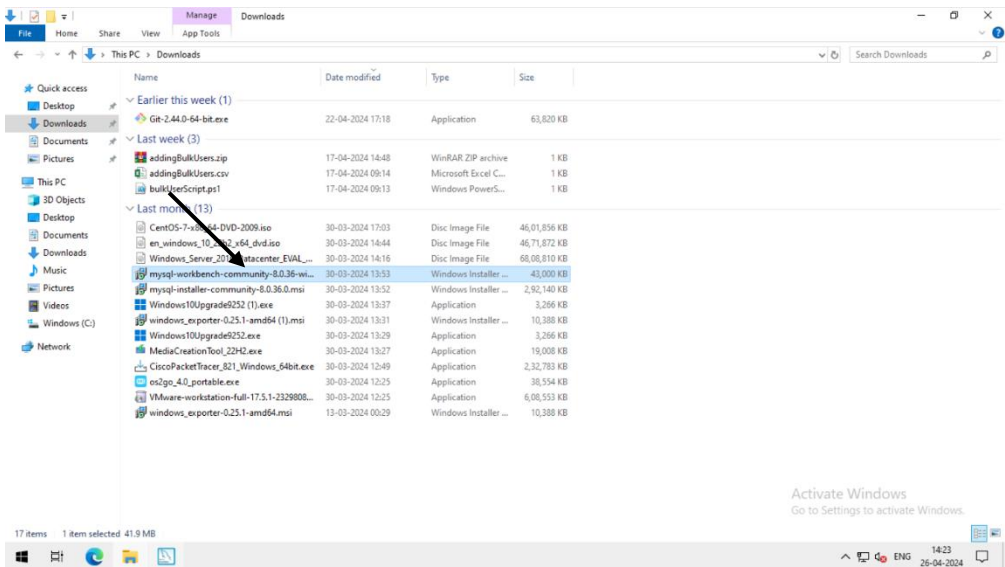 Manage Downloads
File Home Share View App Tools
This PC > Downloads Search Downloads
Name Date modified Type Size
Quick access
Desktop
Downloads
Documents
Pictures
This PC
3D Objects
Desktop
Documents
Downloads
Music
Pictures
Videos
Windows (C:)
Network
Earlier this week (1)
Git-2.44.0-64-bit.exe 22-04-2024 17:18 Application 63,820 KB
Last week (3)
addingBulkUsers.zip 17-04-2024 14:48 WinRAR ZIP archive 1 KB
addingBulkUsers.csv 17-04-2024 09:14 Microsoft Excel C... 1 KB
bulkUserScript.ps1 17-04-2024 09:13 Windows PowerS... 1 KB
Last month (13)
CentOS-7-x86_64-DVD-2009.iso 30-03-2024 17:03 Disc Image File 46,01,856 KB
30-03-2024 14:44 Disc Image File 46,71,872 KB
30-03-2024 14:16 Disc Image File 68,08,810 KB
mysql-workbench-community-8.0.36-wi... 30-03-2024 13:53 Windows Installer ... 43,000 KB
mysql-installer-community-8.0.36.0.msi 30-03-2024 13:52 Windows Installer ... 2,92,140 KB
Windows10Upgrade9252 (1).exe 30-03-2024 13:37 Application 3,266 KB
windows_exporter-0.25.1-amd64 (1).msi 30-03-2024 13:31 Windows Installer ... 10,388 KB
Windows10Upgrade9252.exe 30-03-2024 13:29 Application 3,266 KB
MediaCreationTool_22H2.exe 30-03-2024 13:27 Application 19,008 KB
CiscoPacketTracer_821_Windows_64bit.exe 30-03-2024 12:49 Application 2,32,783 KB
os2go_4.0_portable.exe 30-03-2024 12:25 Application 38,554 KB
VMware-workstation-full-17.5.1-2329808... 30-03-2024 12:25 Application 6,08,553 KB
windows_exporter-0.25.1-amd64.msi 13-03-2024 00:29 Windows Installer ... 10,388 KB
Activate Windows
Go to Settings to activate Windows.
17 items 1 item selected 41.9 MB
ENG 14:23
26-04-2024